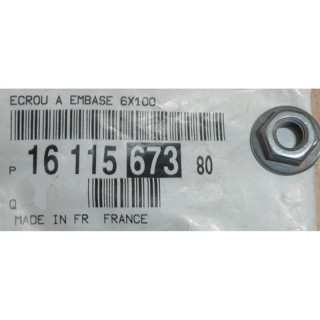 ECROU A EMBASE 6X100
P 16 115 673 80
Q
MADE IN FR FRANCE